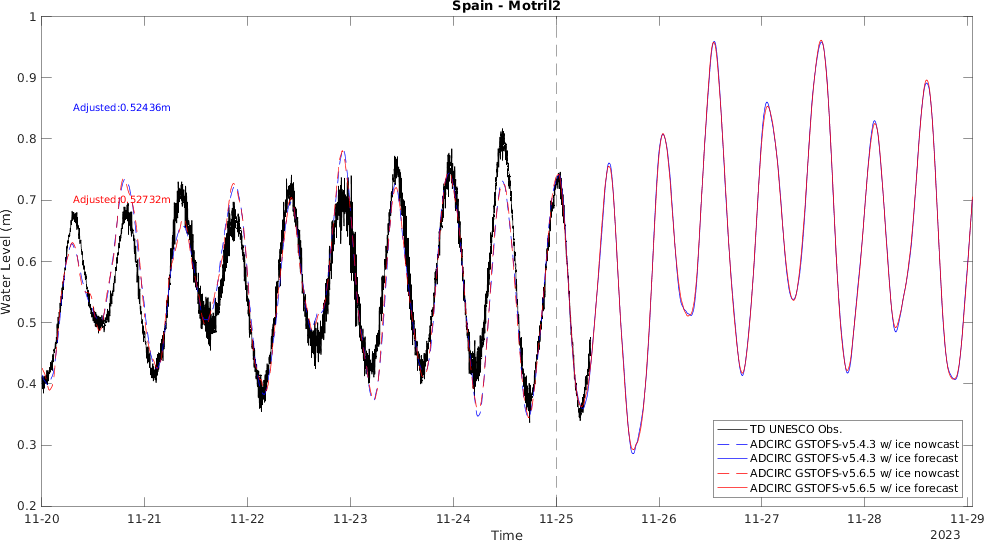 Spain - Motril2
1
0.9
0.8
0.7
0.6
0.5
0.4
0.3
0.2
Water Level (m)
Adjusted:0.52436m
Adjusted:0.52732m
TD UNESCO Obs.
ADCIRC GSTOFS-v5.4.3 w/ ice nowcast
ADCIRC GSTOFS-v5.4.3 w/ ice forecast
ADCIRC GSTOFS-v5.6.5 w/ ice nowcast
ADCIRC GSTOFS-v5.6.5 w/ ice forecast
11-20 11-21 11-22 11-23 11-24 11-25 11-26 11-27 11-28 11-29
Time
2023